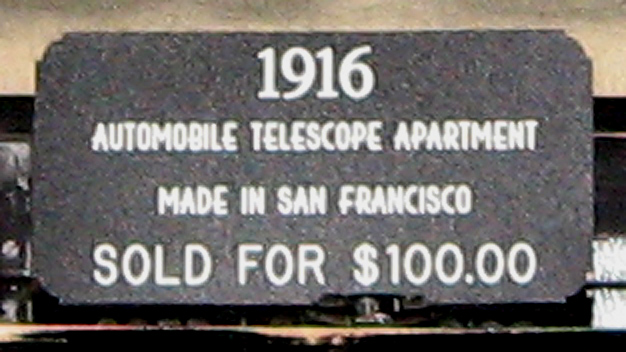 1916
AUTOMOBILE TELESCOPE APARTMENT
MADE IN SAN FRANCISCO
SOLD FOR $100.00